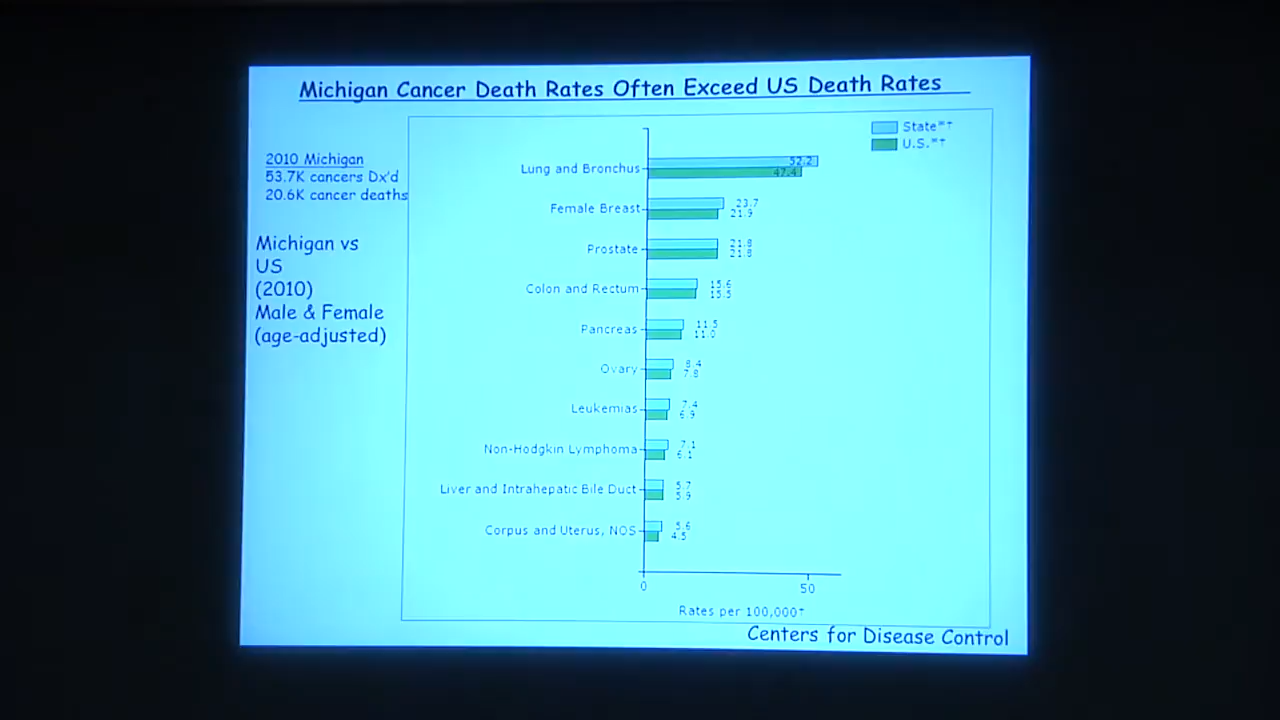 Michigan Cancer Death Rates Often Exceed US Death Rates
2010 Michigan
53.7K cancers Dx'd
20.6K cancer deaths
Michigan vs
US
(2010)
Male & Female
(age-adjusted)
State*†
U.S.*†
Lung and Bronchus
52.2
47.4
Female Breast
23.7
21.9
Prostate
21.8
21.8
Colon and Rectum
15.6
15.5
Pancreas
11.5
11.0
Ovary
8.4
7.8
Leukemias
7.4
6.9
Non-Hodgkin Lymphoma
7.1
6.1
Liver and Intrahepatic Bile Duct
5.7
5.9
Corpus and Uterus, NOS
5.6
4.5
0
50
Rates per 100,000†
Centers for Disease Control